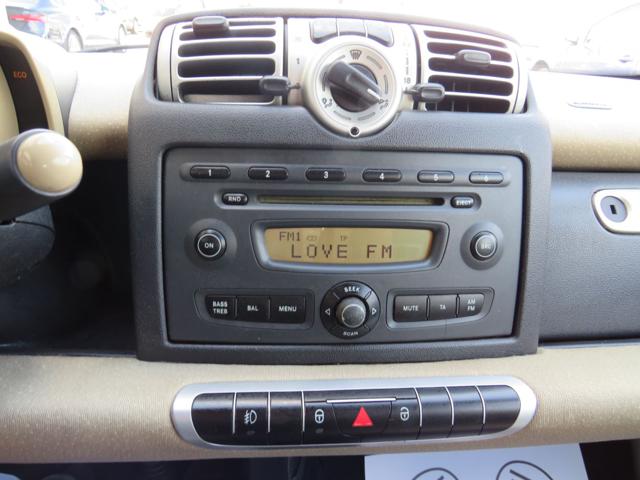 ECO
1 2 3 4 5 6
RND EJECT
FM1 TP
LOVE FM
ON SRC
BASS TREB BAL MENU
SEEK
SCAN
MUTE TA AM FM